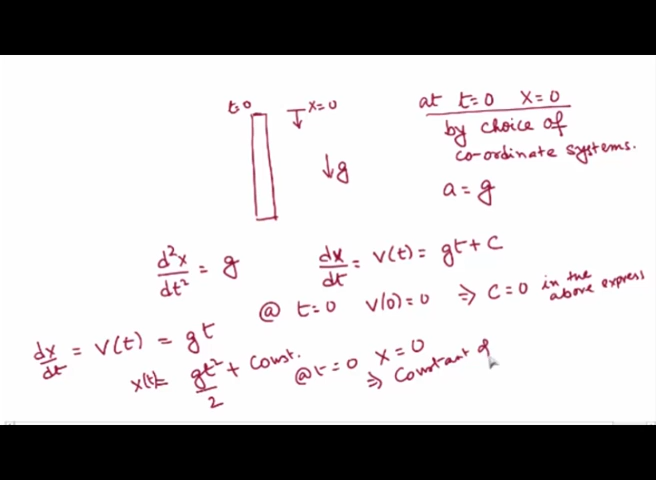 t=0
x=0
at t=0 x=0
by choice of
co-ordinate systems.
↓g
a = g
d²x/dt² = g
dx/dt = v(t) = gt + C
@ t=0 v(0)=0 ⇒ C=0 in the
above express
dx/dt = v(t) = gt
x(t)= gt²/2 + Const.
@t=0 x=0
⇒ Constant of